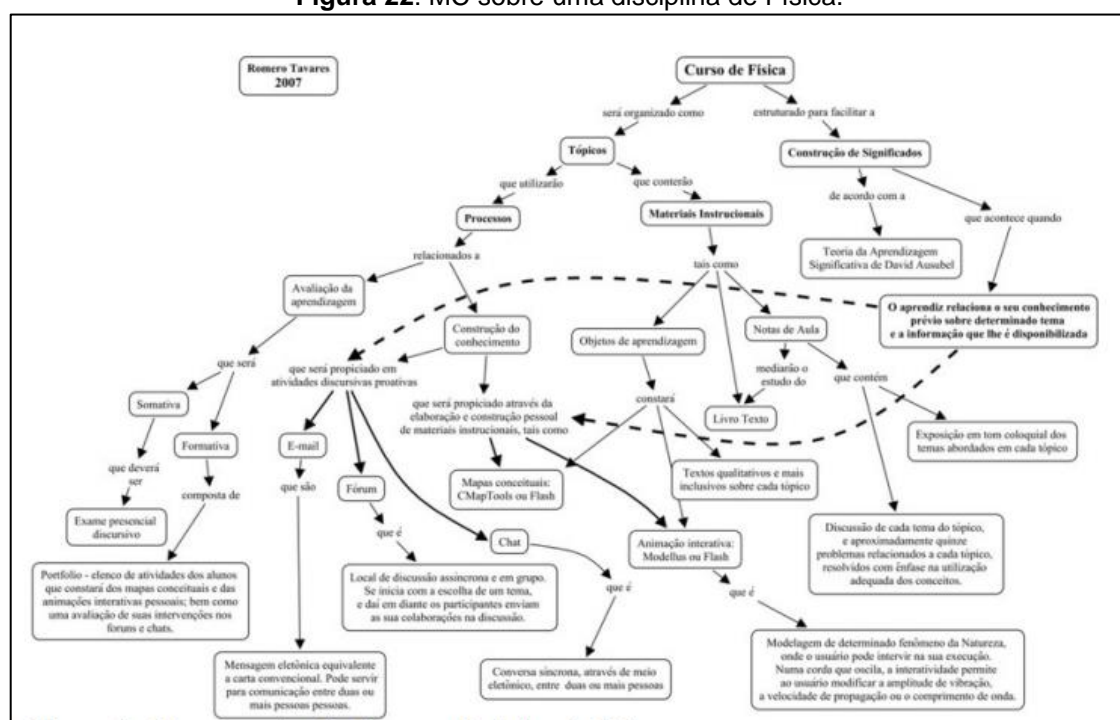 Figura 22: MC sobre uma disciplina de Física.
Romero Tavares
2007
Curso de Física
será organizado como
estruturado para facilitar a
Tópicos
Construção de Significados
que utilizarão
que conterão
de acordo com a
que acontece quando
Processos
Materiais Instrucionais
relacionados a
tais como
Teoria da Aprendizagem
Significativa de David Ausubel
Avaliação da
aprendizagem
Construção do
conhecimento
Objetos de aprendizagem
Notas de Aula
O aprendiz relaciona o seu conhecimento
prévio sobre determinado tema
e a informação que lhe é disponibilizada
que será
que será propiciado em
atividades discursivas proativas
que será propiciado através da
elaboração e construção pessoal
de materiais instrucionais, tais como
constará
mediarão o
estudo do
que contém
Somativa
Formativa
E-mail
Livro Texto
Exposição em tom coloquial dos
temas abordados em cada tópico
que deverá
ser
composta de
que são
Fórum
Mapas conceituais:
CMapTools ou Flash
Textos qualitativos e mais
inclusivos sobre cada tópico
Exame presencial
discursivo
que é
Chat
Animação interativa:
Modellus ou Flash
Discussão de cada tema do tópico,
e aproximadamente quinze
problemas relacionados a cada tópico,
resolvidos com ênfase na utilização
adequada dos conceitos.
Portfolio - elenco de atividades dos alunos
que constará dos mapas conceituais e das
animações interativas pessoais; bem como
uma avaliação de suas intervenções nos
foruns e chats.
Local de discussão assíncrona e em grupo.
Se inicia com a escolha de um tema,
e daí em diante os participantes enviam
as sua colaborações na discussão.
que é
que é
Mensagem eletônica equivalente
a carta convencional. Pode servir
para comunicação entre duas ou
mais pessoas pessoas.
Conversa síncrona, através de meio
eletônico, entre duas ou mais pessoas
Modelagem de determinado fenômeno da Natureza,
onde o usuário pode intervir na sua execução.
Numa corda que oscila, a interatividade permite
ao usuário modificar a amplitude de vibração,
a velocidade de propagação ou o comprimento de onda.